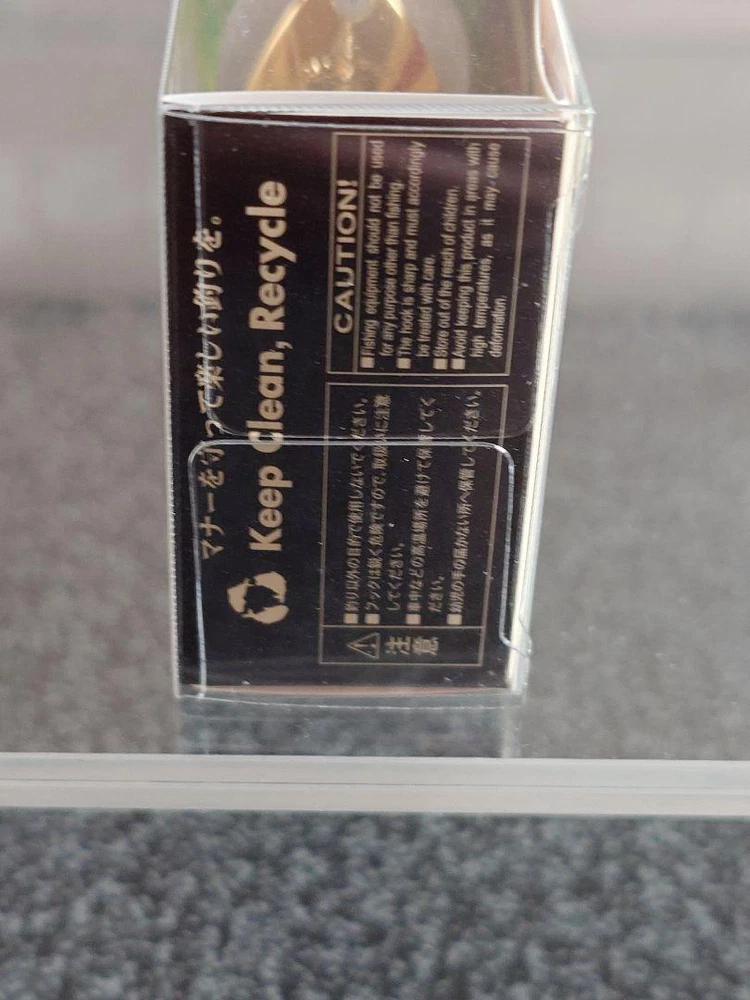 マナーを守って楽しい釣りを。
Keep Clean, Recycle
CAUTION!
■Fishing equipment should not be used
for any purpose other than fishing.
■The hook is sharp and must accordingly
be treated with care.
■Store out of the reach of children.
■Avoid keeping this product in areas with
high temperatures, as it may cause
deformation.
注意
■釣り以外の目的で使用しないでください。
■フックは鋭く危険ですので、取扱いに注意
してください。
■車中などの高温場所を避けて保管してく
ださい。
■幼児の手の届かない所へ保管してください。